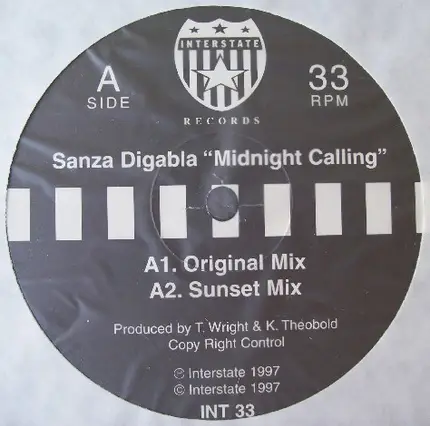 INTERSTATE
RECORDS
A
SIDE
33
RPM
Sanza Digabla “Midnight Calling”
A1. Original Mix
A2. Sunset Mix
Produced by T. Wright & K. Theobold
Copy Right Control
℗ Interstate 1997
© Interstate 1997
INT 33